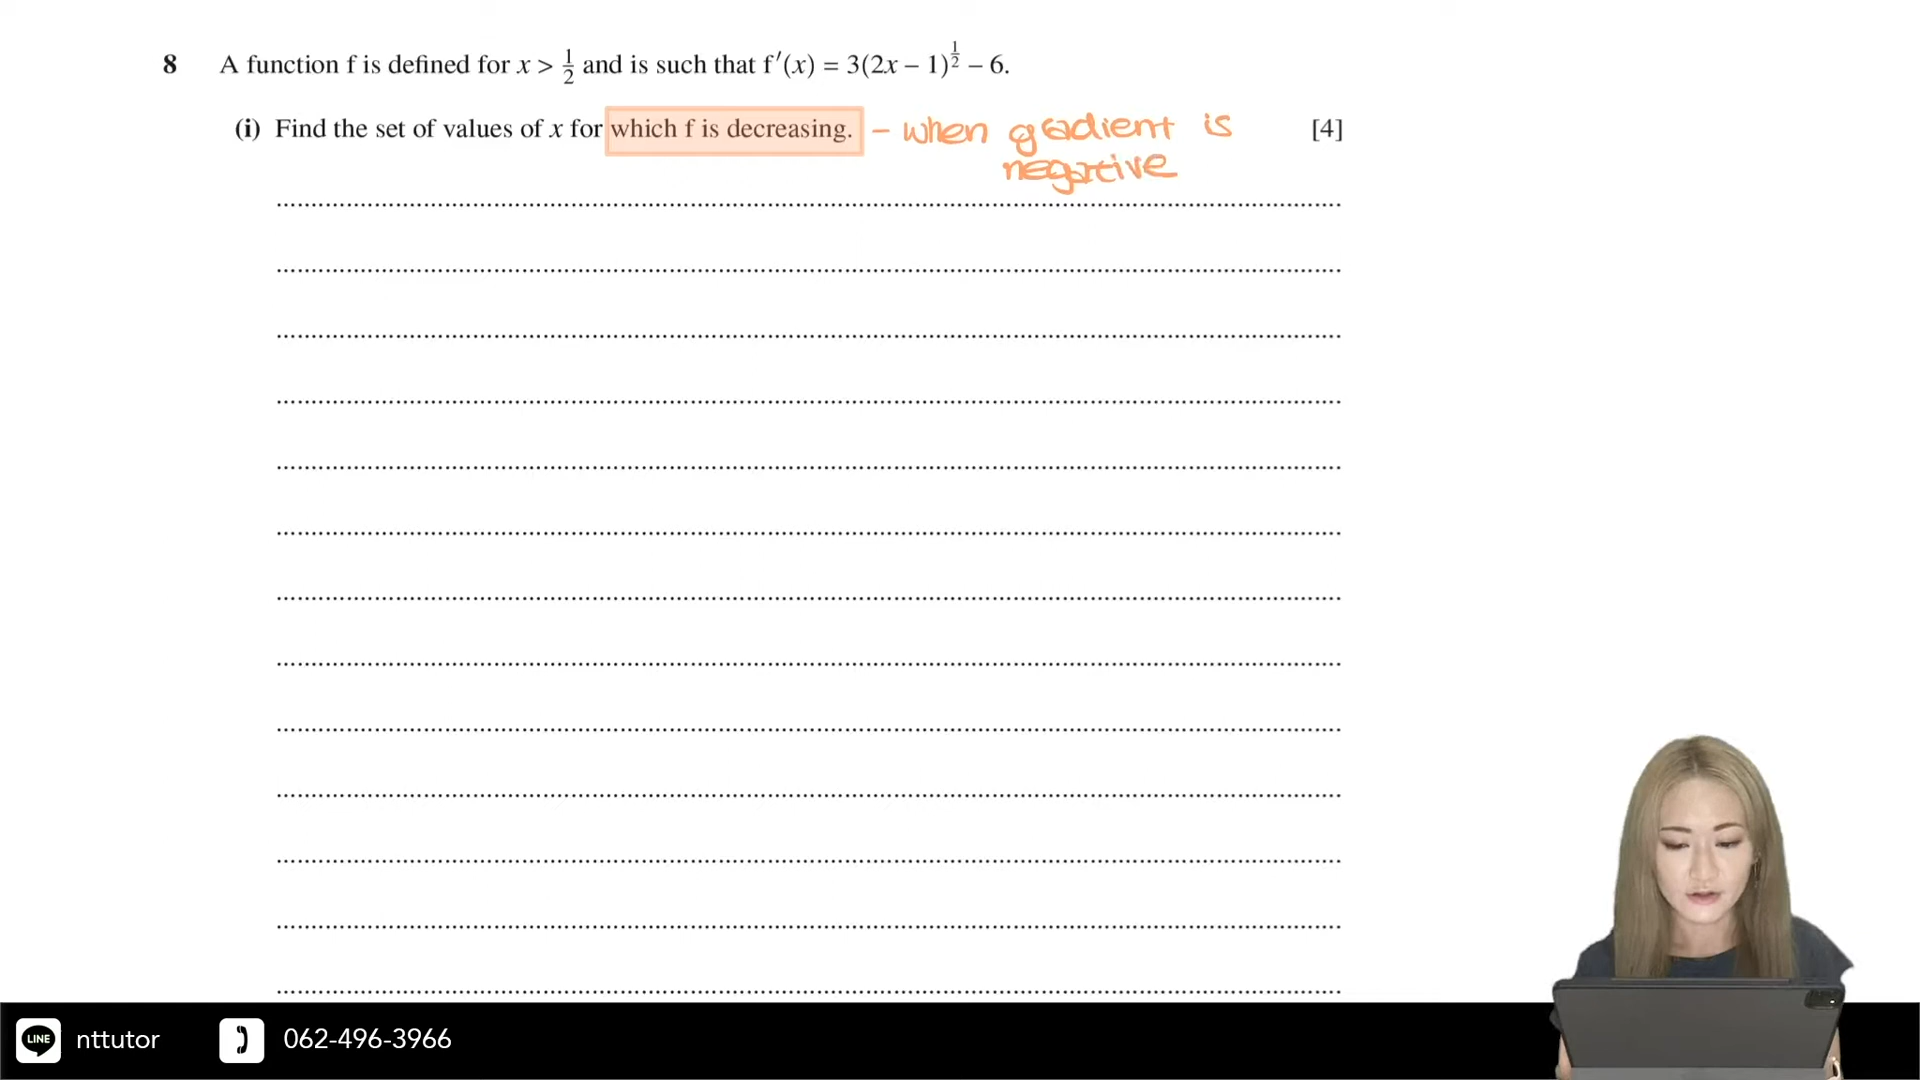 8 A function f is defined for x > 1/2 and is such that f′(x) = 3(2x − 1)^(1/2) − 6.
(i) Find the set of values of x for which f is decreasing. – when gradient is [4]
negative
LINE nttutor 062-496-3966